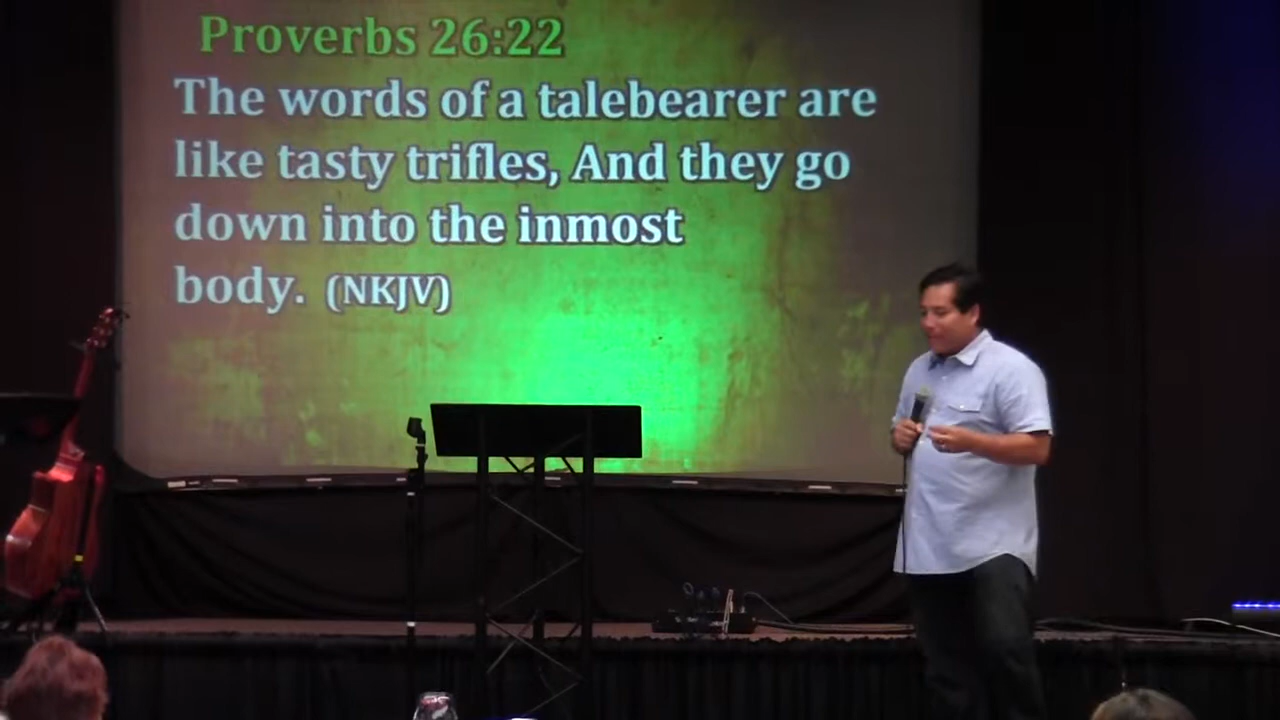 Proverbs 26:22
The words of a talebearer are
like tasty trifles, And they go
down into the inmost
body. (NKJV)